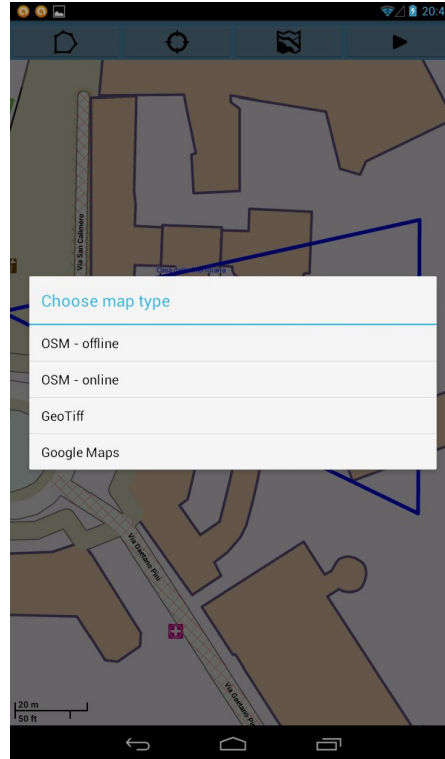 20:4
Via San Calimero
Choose map type
OSM - offline
OSM - online
GeoTiff
Google Maps
Via Gaetano Pini
Via Gaetano Pini
20 m
50 ft